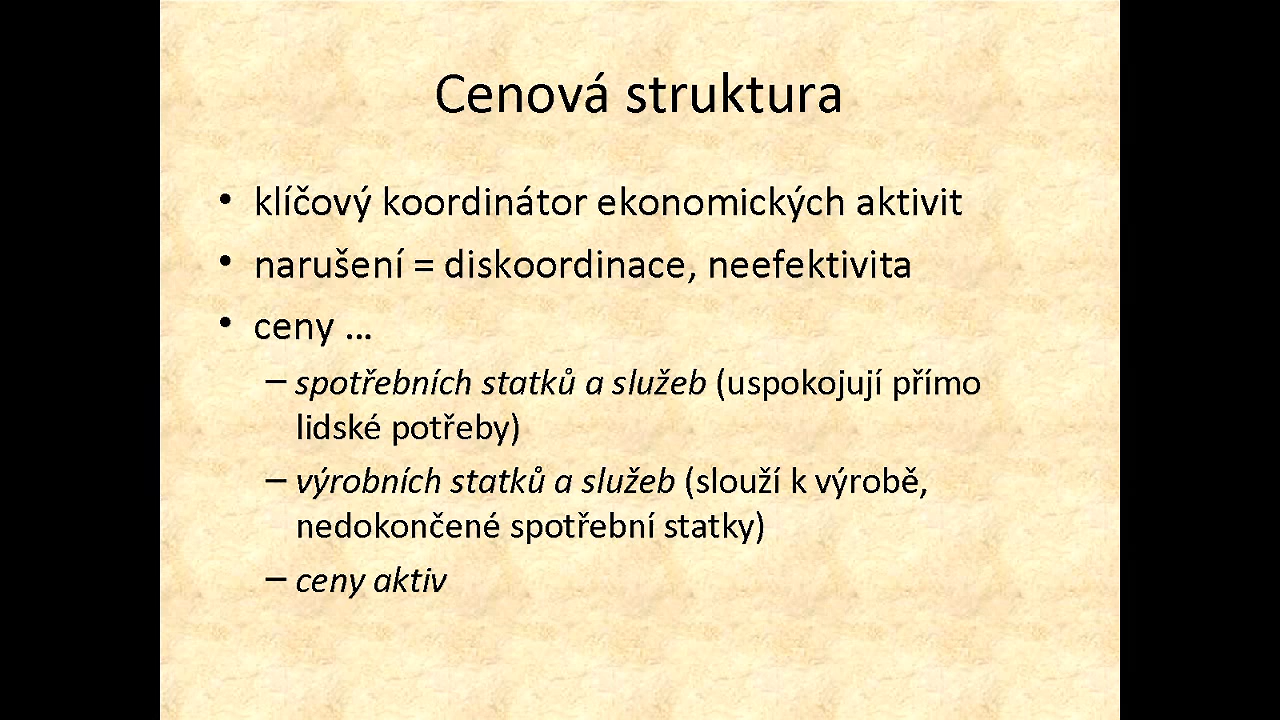 Cenová struktura
• klíčový koordinátor ekonomických aktivit
• narušení = diskoordinace, neefektivita
• ceny …
– spotřebních statků a služeb (uspokojují přímo
lidské potřeby)
– výrobních statků a služeb (slouží k výrobě,
nedokončené spotřební statky)
– ceny aktiv